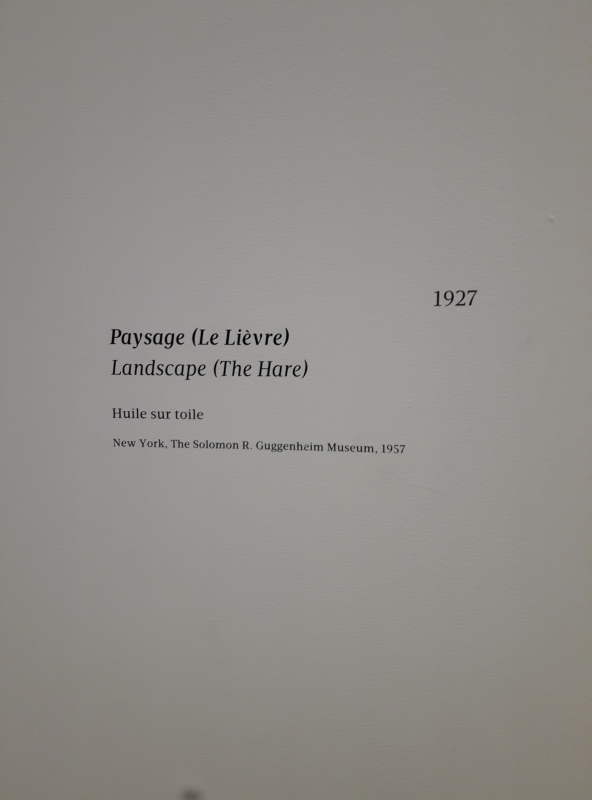 1927
Paysage (Le Lièvre)
Landscape (The Hare)
Huile sur toile
New York, The Solomon R. Guggenheim Museum, 1957